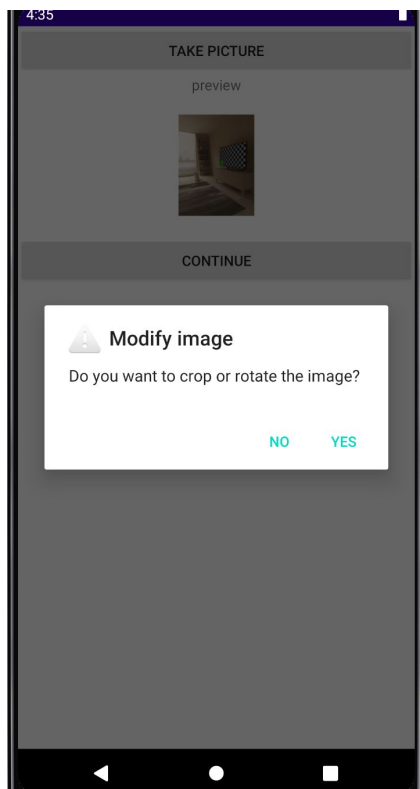 4:35
TAKE PICTURE
preview
CONTINUE
Modify image
Do you want to crop or rotate the image?
NO YES